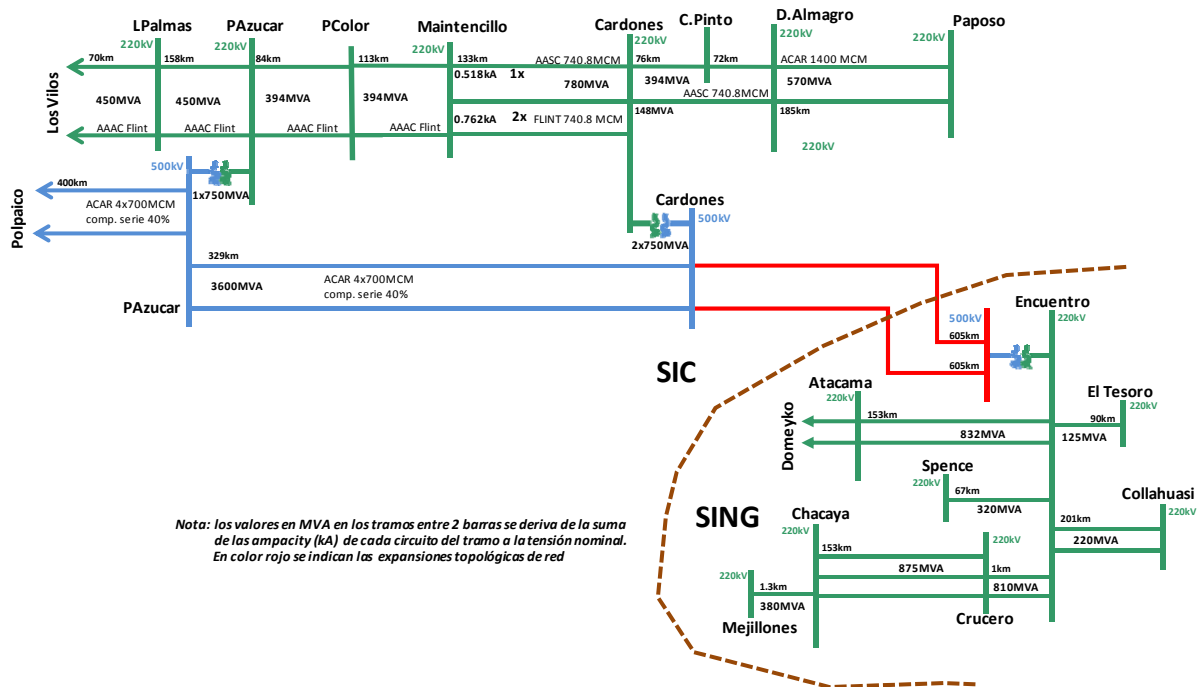 LPalmas
PAzucar
PColor
Maintencillo
Cardones
C.Pinto
D.Almagro
Paposo
220kV
220kV
220kV
220kV
220kV
220kV
70km
158km
84km
113km
133km
AASC 740.8MCM
76km
72km
ACAR 1400 MCM
0.518kA
1x
Los Vilos
450MVA
450MVA
394MVA
394MVA
780MVA
394MVA
570MVA
AASC 740.8MCM
0.762kA
2x
FLINT 740.8 MCM
148MVA
185km
AAAC Flint
AAAC Flint
AAAC Flint
AAAC Flint
220kV
500kV
Polpaico
400km
1x750MVA
ACAR 4x700MCM
comp. serie 40%
Cardones
500kV
2x750MVA
329km
3600MVA
ACAR 4x700MCM
comp. serie 40%
PAzucar
Encuentro
500kV
220kV
605km
605km
SIC
Atacama
220kV
El Tesoro
220kV
Domeyko
153km
832MVA
90km
125MVA
Spence
220kV
67km
320MVA
Collahuasi
220kV
201km
220MVA
SING
Chacaya
220kV
220kV
153km
875MVA
1km
810MVA
220kV
1.3km
380MVA
Mejillones
Crucero
Nota: los valores en MVA en los tramos entre 2 barras se deriva de la suma
de las ampacity (kA) de cada circuito del tramo a la tensión nominal.
En color rojo se indican las expansiones topológicas de red